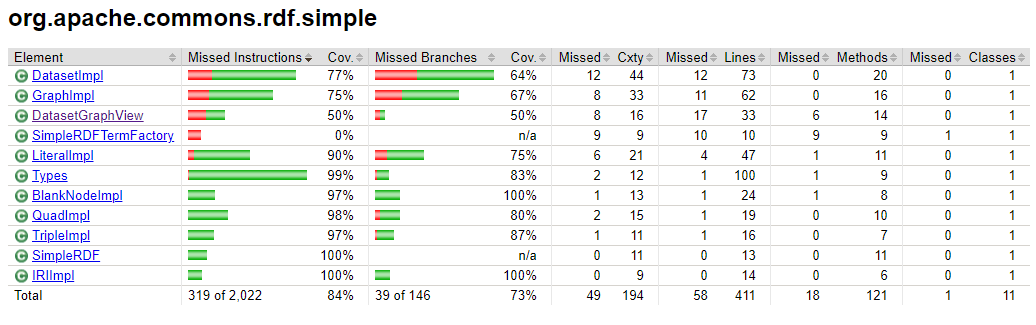 org.apache.commons.rdf.simple
Element Missed Instructions Cov. Missed Branches Cov. Missed Cxty Missed Lines Missed Methods Missed Classes
DatasetImpl 77% 64% 12 44 12 73 0 20 0 1
GraphImpl 75% 67% 8 33 11 62 0 16 0 1
DatasetGraphView 50% 50% 8 16 17 33 6 14 0 1
SimpleRDFTermFactory 0% n/a 9 9 10 10 9 9 1 1
LiteralImpl 90% 75% 6 21 4 47 1 11 0 1
Types 99% 83% 2 12 1 100 1 9 0 1
BlankNodeImpl 97% 100% 1 13 1 24 1 8 0 1
QuadImpl 98% 80% 2 15 1 19 0 10 0 1
TripleImpl 97% 87% 1 11 1 16 0 7 0 1
SimpleRDF 100% n/a 0 11 0 13 0 11 0 1
IRIImpl 100% 100% 0 9 0 14 0 6 0 1
Total 319 of 2,022 84% 39 of 146 73% 49 194 58 411 18 121 1 11